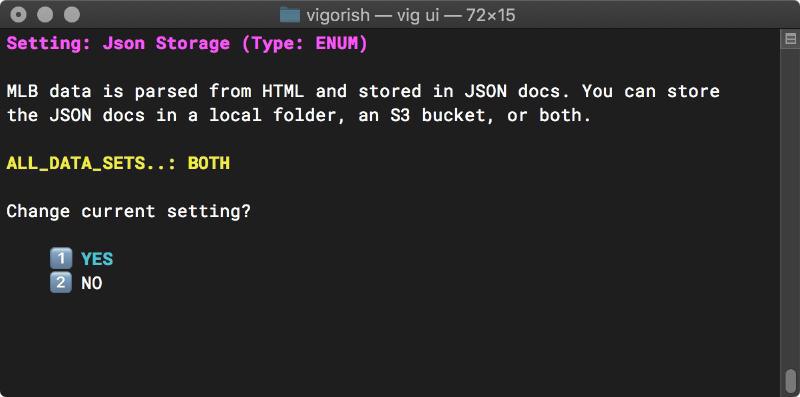 vigorish — vig ui — 72×15
Setting: Json Storage (Type: ENUM)
MLB data is parsed from HTML and stored in JSON docs. You can store
the JSON docs in a local folder, an S3 bucket, or both.
ALL_DATA_SETS..: BOTH
Change current setting?
1 YES
2 NO